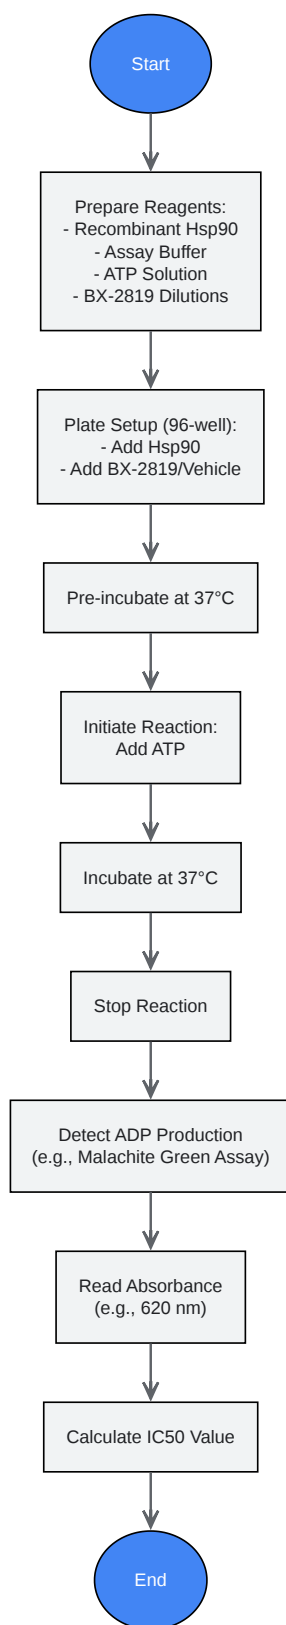 Start
Prepare Reagents:
- Recombinant Hsp90
- Assay Buffer
- ATP Solution
- BX-2819 Dilutions
Plate Setup (96-well):
- Add Hsp90
- Add BX-2819/Vehicle
Pre-incubate at 37°C
Initiate Reaction:
Add ATP
Incubate at 37°C
Stop Reaction
Detect ADP Production
(e.g., Malachite Green Assay)
Read Absorbance
(e.g., 620 nm)
Calculate IC50 Value
End